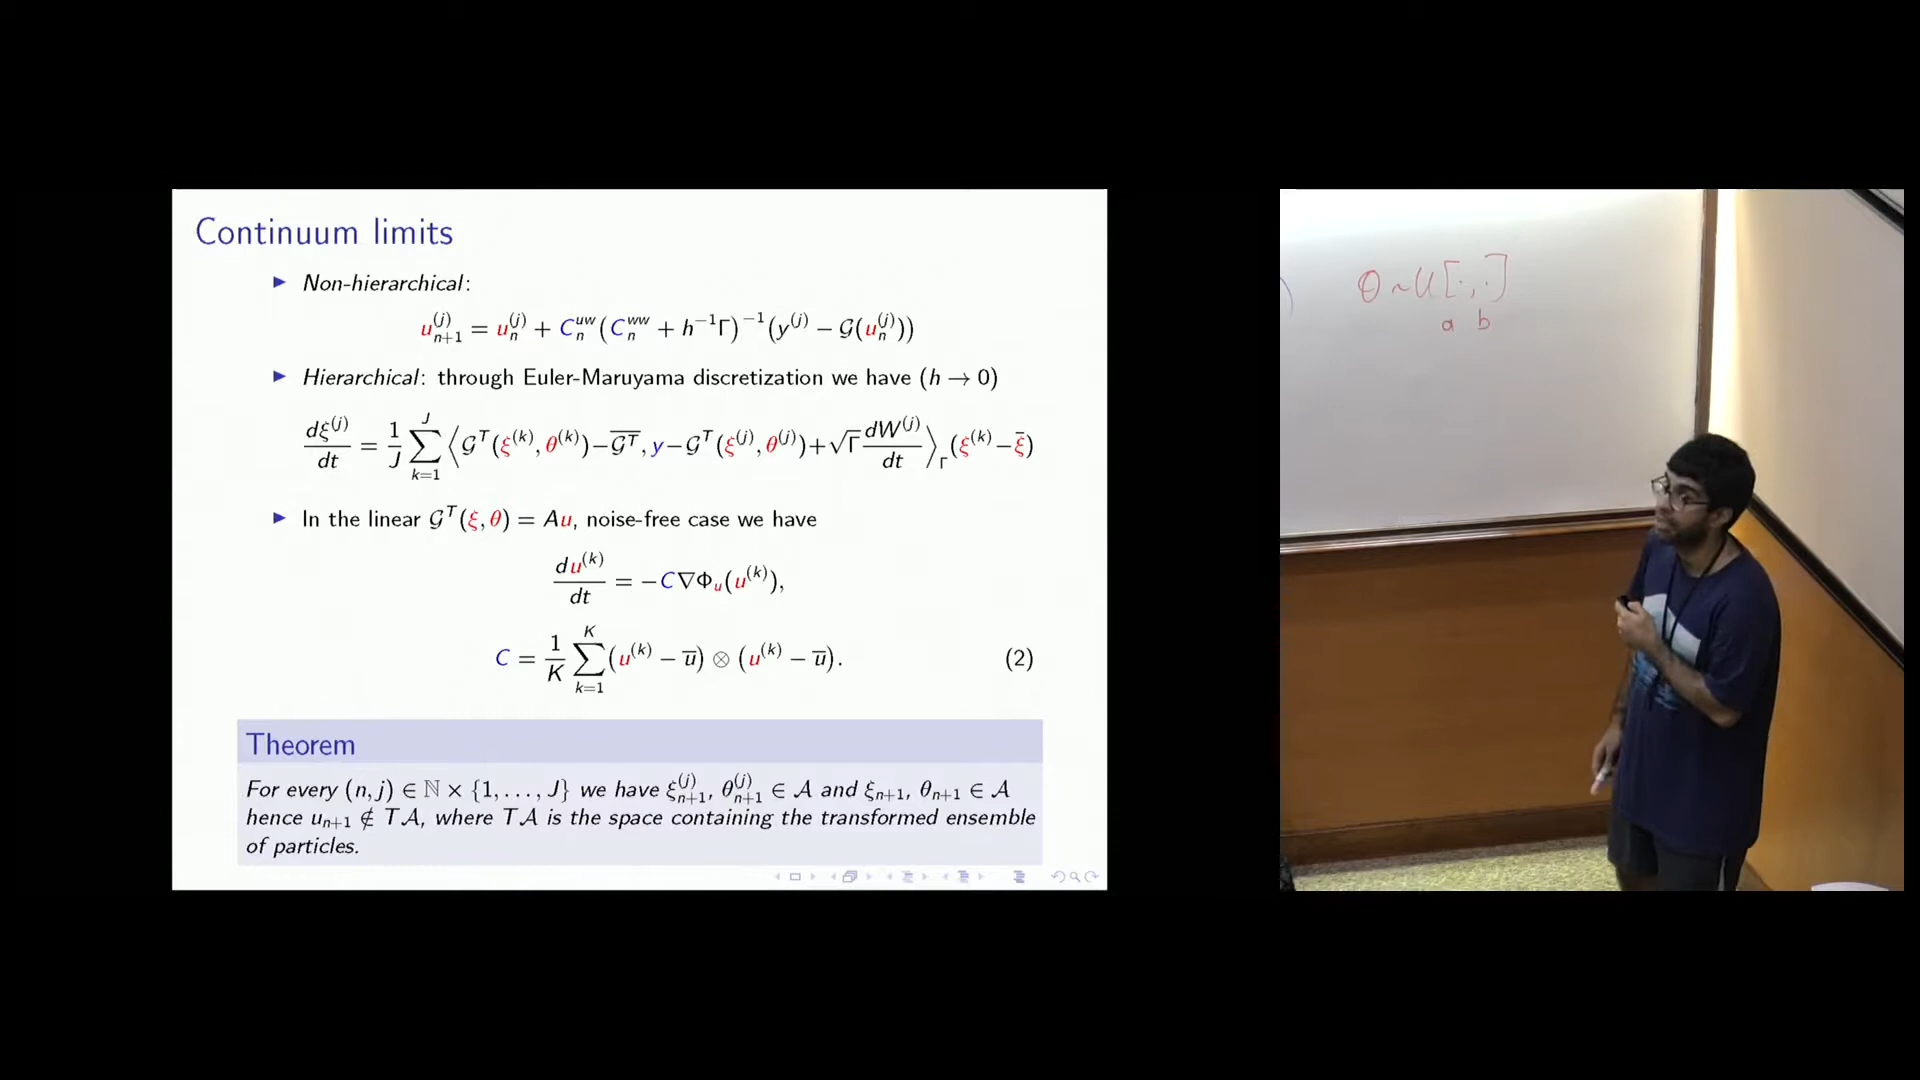 Continuum limits
▶ Non-hierarchical:
u_{n+1}^{(j)} = u_n^{(j)} + C_n^{uw}(C_n^{ww} + h^{-1}Γ)^{-1}(y^{(j)} − 𝒢(u_n^{(j)}))
▶ Hierarchical: through Euler-Maruyama discretization we have (h → 0)
dξ^{(j)}/dt = 1/J ∑_{k=1}^{J} ⟨𝒢^T(ξ^{(k)}, θ^{(k)}) − \overline{𝒢^T}, y − 𝒢^T(ξ^{(j)}, θ^{(j)}) + √Γ dW^{(j)}/dt⟩_Γ (ξ^{(k)} − \bar{ξ})
▶ In the linear 𝒢^T(ξ, θ) = Au, noise-free case we have
du^{(k)}/dt = −C∇Φ_u(u^{(k)}),
C = 1/K ∑_{k=1}^{K} (u^{(k)} − \overline{u}) ⊗ (u^{(k)} − \overline{u}). (2)
Theorem
For every (n, j) ∈ ℕ × {1, . . . , J} we have ξ_{n+1}^{(j)}, θ_{n+1}^{(j)} ∈ 𝒜 and ξ_{n+1}, θ_{n+1} ∈ 𝒜
hence u_{n+1} ∉ T𝒜, where T𝒜 is the space containing the transformed ensemble
of particles.
Θ ~ U[·,·]
a b